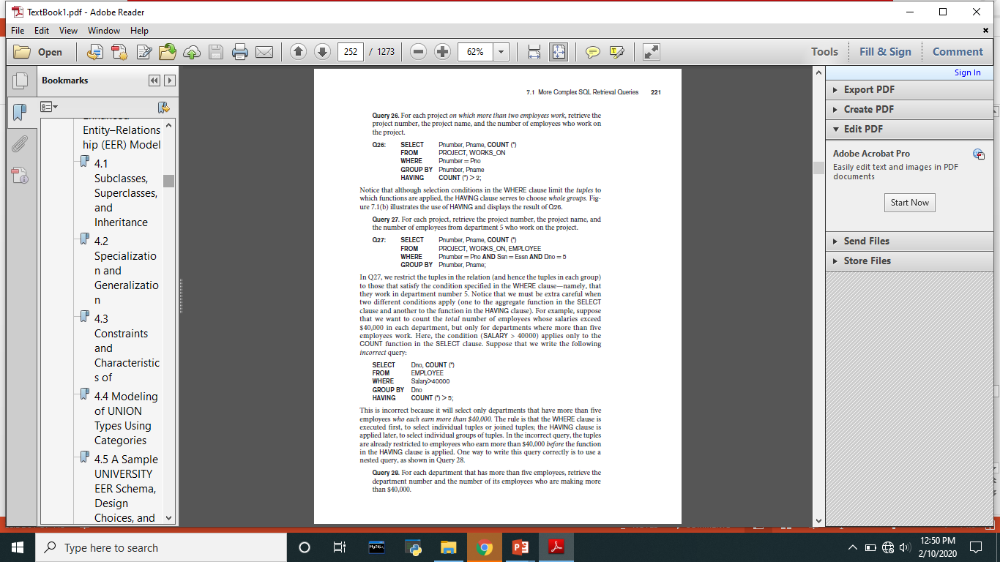 TextBook1.pdf - Adobe Reader
File Edit View Window Help
Open 252 / 1273 62% Tools Fill & Sign Comment
Sign In
Bookmarks
Entity–Relations
hip (EER) Model
4.1
Subclasses,
Superclasses,
and
Inheritance
4.2
Specializatio
n and
Generalizatio
n
4.3
Constraints
and
Characteristic
s of
4.4 Modeling
of UNION
Types Using
Categories
4.5 A Sample
UNIVERSITY
EER Schema,
Design
Choices, and
7.1 More Complex SQL Retrieval Queries 221
Query 26. For each project on which more than two employees work, retrieve the
project number, the project name, and the number of employees who work on
the project.
Q26: SELECT Pnumber, Pname, COUNT (*)
FROM PROJECT, WORKS_ON
WHERE Pnumber = Pno
GROUP BY Pnumber, Pname
HAVING COUNT (*) > 2;
Notice that although selection conditions in the WHERE clause limit the tuples to
which functions are applied, the HAVING clause serves to choose whole groups. Fig-
ure 7.1(b) illustrates the use of HAVING and displays the result of Q26.
Query 27. For each project, retrieve the project number, the project name, and
the number of employees from department 5 who work on the project.
Q27: SELECT Pnumber, Pname, COUNT (*)
FROM PROJECT, WORKS_ON, EMPLOYEE
WHERE Pnumber = Pno AND Ssn = Essn AND Dno = 5
GROUP BY Pnumber, Pname;
In Q27, we restrict the tuples in the relation (and hence the tuples in each group)
to those that satisfy the condition specified in the WHERE clause—namely, that
they work in department number 5. Notice that we must be extra careful when
two different conditions apply (one to the aggregate function in the SELECT
clause and another to the function in the HAVING clause). For example, suppose
that we want to count the total number of employees whose salaries exceed
$40,000 in each department, but only for departments where more than five
employees work. Here, the condition (SALARY > 40000) applies only to the
COUNT function in the SELECT clause. Suppose that we write the following
incorrect query:
SELECT Dno, COUNT (*)
FROM EMPLOYEE
WHERE Salary>40000
GROUP BY Dno
HAVING COUNT (*) > 5;
This is incorrect because it will select only departments that have more than five
employees who each earn more than $40,000. The rule is that the WHERE clause is
executed first, to select individual tuples or joined tuples; the HAVING clause is
applied later, to select individual groups of tuples. In the incorrect query, the tuples
are already restricted to employees who earn more than $40,000 before the function
in the HAVING clause is applied. One way to write this query correctly is to use a
nested query, as shown in Query 28.
Query 28. For each department that has more than five employees, retrieve the
department number and the number of its employees who are making more
than $40,000.
Export PDF
Create PDF
Edit PDF
Adobe Acrobat Pro
Easily edit text and images in PDF
documents
Start Now
Send Files
Store Files
Type here to search
12:50 PM
2/10/2020